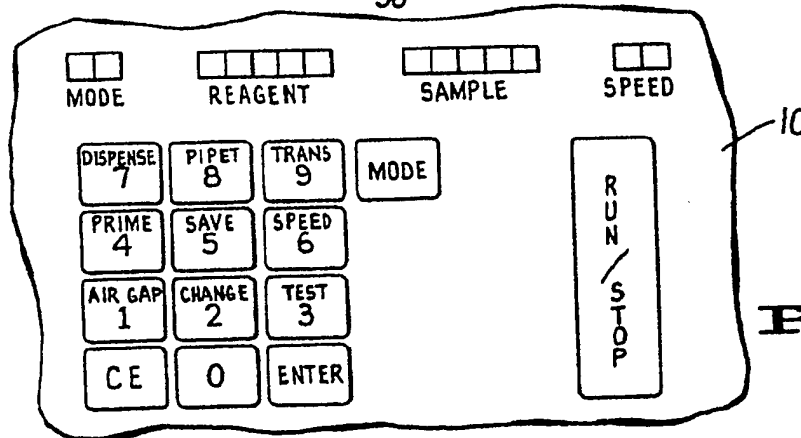 MODE REAGENT SAMPLE SPEED
10
DISPENSE PIPET TRANS
7 8 9 MODE
PRIME SAVE SPEED
4 5 6
AIR GAP CHANGE TEST
1 2 3
CE 0 ENTER
RUN/STOP